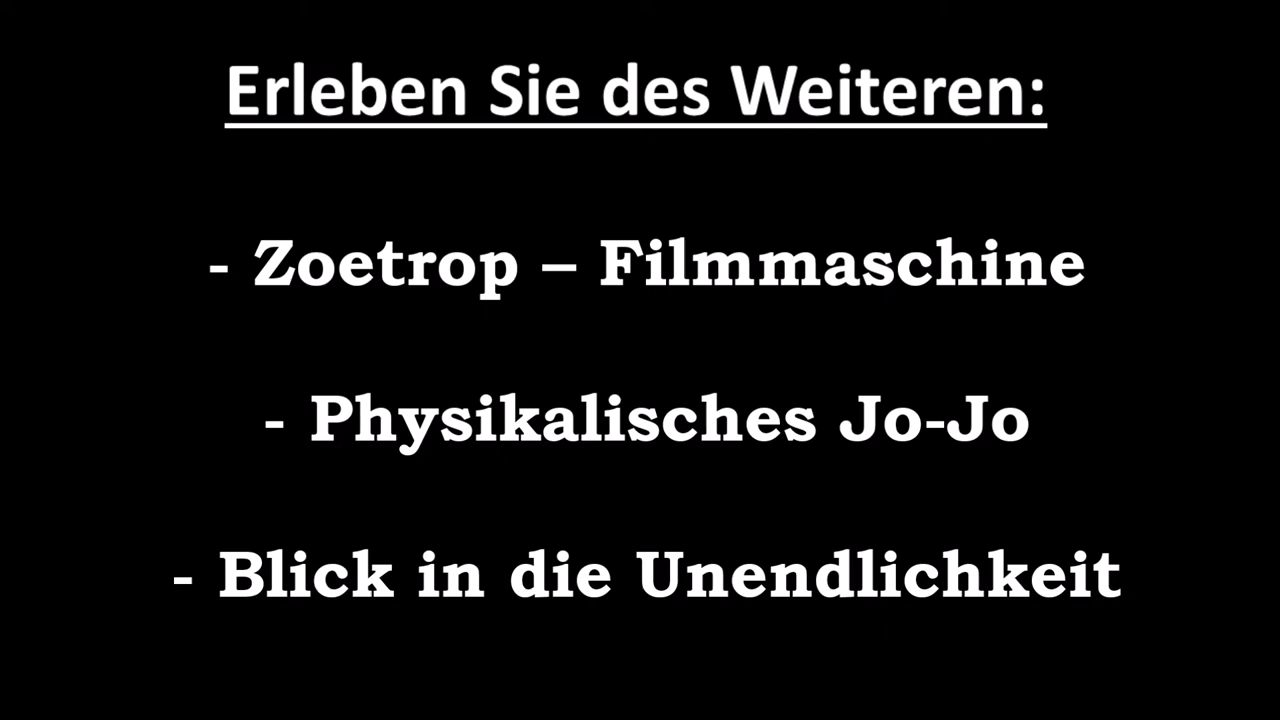 Erleben Sie des Weiteren:
- Zoetrop – Filmmaschine
- Physikalisches Jo-Jo
- Blick in die Unendlichkeit